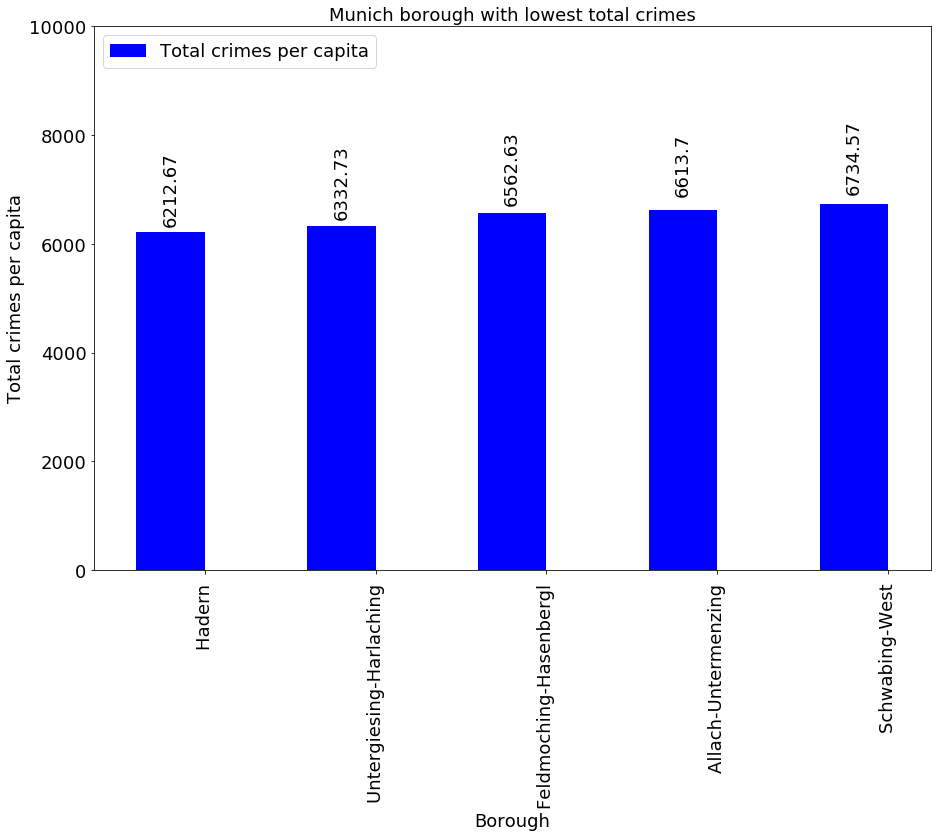 Munich borough with lowest total crimes
Total crimes per capita
Total crimes per capita
10000
8000
6000
4000
2000
0
6212.67
6332.73
6562.63
6613.7
6734.57
Hadern
Untergiesing-Harlaching
Feldmoching-Hasenbergl
Allach-Untermenzing
Schwabing-West
Borough